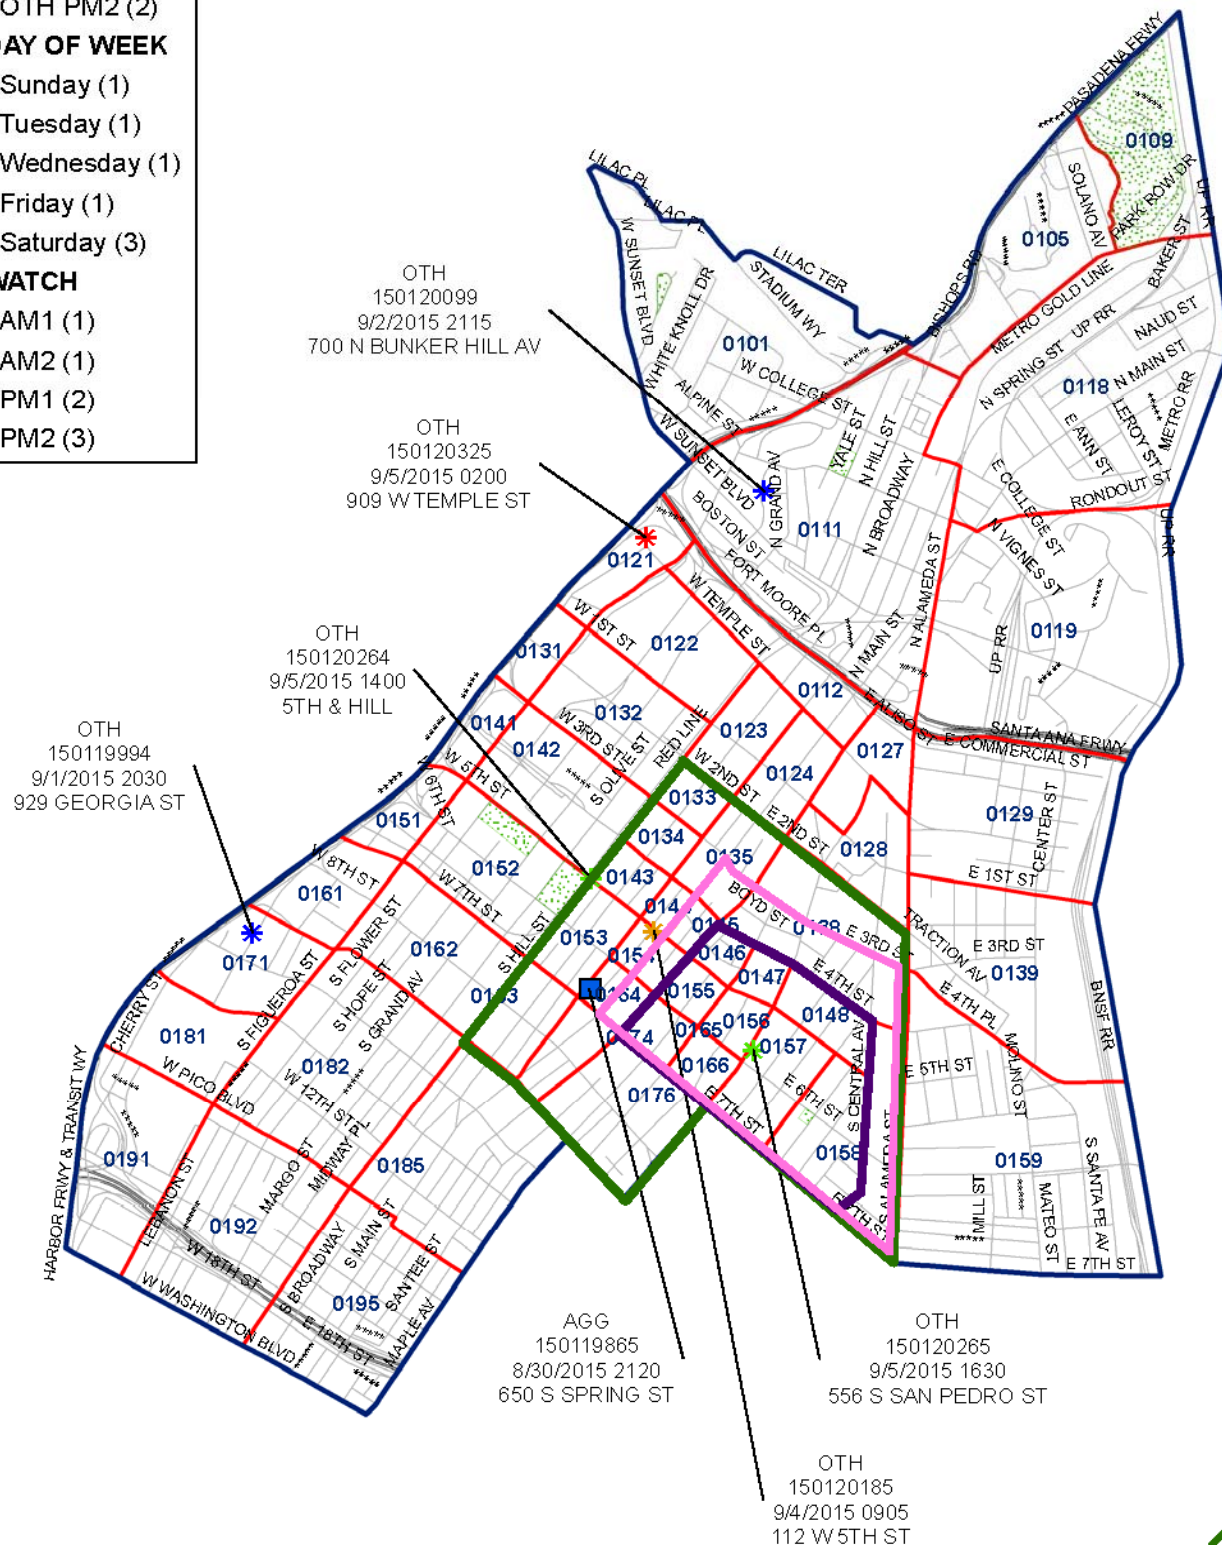 OTH PM2 (2)
DAY OF WEEK
Sunday (1)
Tuesday (1)
Wednesday (1)
Friday (1)
Saturday (3)
WATCH
AM1 (1)
AM2 (1)
PM1 (2)
PM2 (3)
OTH
150120099
9/2/2015 2115
700 N BUNKER HILL AV
OTH
150120325
9/5/2015 0200
909 W TEMPLE ST
OTH
150120264
9/5/2015 1400
5TH & HILL
OTH
150119994
9/1/2015 2030
929 GEORGIA ST
AGG
150119865
8/30/2015 2120
650 S SPRING ST
OTH
150120265
9/5/2015 1630
556 S SAN PEDRO ST
OTH
150120185
9/4/2015 0905
112 W 5TH ST
PASADENA FRWY
0109
SOLANO AV
PARK ROW DR
UP RR
0105
BAKER ST
LILAC PL
LILAC PL
LILAC TER
W SUNSET BLVD
STADIUM WY
WHITE KNOLL DR
BISHOPS RD
METRO GOLD LINE
UP RR
NAUD ST
N SPRING ST
N MAIN ST
0101
W COLLEGE ST
0118
LEROY ST
METRO RR
E ANN ST
ALPINE ST
YALE ST
N HILL ST
W SUNSET BLVD
N GRAND AV
N BROADWAY
E COLLEGE ST
RONDOUT ST
UP RR
BOSTON ST
0111
N VIGNES ST
0121
FORT MOORE PL
N ALAMEDA ST
W TEMPLE ST
W 1ST ST
0122
N MAIN ST
UP RR
0119
0131
0112
E ALISO ST
SANTA ANA FRWY
E COMMERCIAL ST
0141
0132
0123
0127
W 3RD ST
0142
S OLIVE ST
RED LINE
W 2ND ST
0124
W 5TH ST
W 6TH ST
0133
E 2ND ST
0129
CENTER ST
0151
0134
0135
0128
W 8TH ST
0152
0143
E 1ST ST
0161
W 7TH ST
BOYD ST
S FLOWER ST
S HILL ST
0153
E 3RD ST
TRACTION AV
E 3RD ST
0162
0146
0139
0171
S FIGUEROA ST
S HOPE ST
S GRAND AV
0147
E 4TH ST
E 4TH PL
BNSF RR
CHERRY ST
0155
0148
0181
0165
0156
0157
S CENTRAL AV
0182
0166
E 5TH ST
MOLINO ST
W PICO BLVD
W 12TH ST
0176
E 7TH ST
E 6TH ST
HARBOR FRWY & TRANSIT WY
MIDWAY PL
0158
S ALAMEDA ST
0191
MARGO ST
0185
0159
S SANTA FE AV
LEBANON ST
MILL ST
MATEO ST
0192
S BROADWAY
S MAIN ST
E 7TH ST
W 18TH ST
SANTEE ST
W WASHINGTON BLVD
0195
E 18TH ST
MAPLE AV